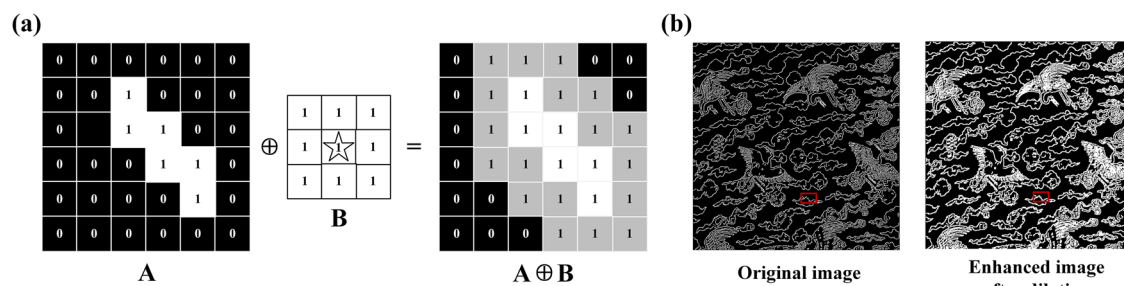 (a)
0 0 0 0 0 0
0 0 1 0 0 0
0 1 1 0 0
0 0 0 1 1 0
0 0 0 0 1 0
0 0 0 0 0 0
A
⊕
1 1 1
1 1 1
1 1 1
B
=
0 1 1 1 0 0
0 1 1 1 1 0
0 1 1 1 1 1
0 1 1 1 1 1
0 0 1 1 1 1
0 0 0 1 1 1
A ⊕ B
(b)
Original image
Enhanced image